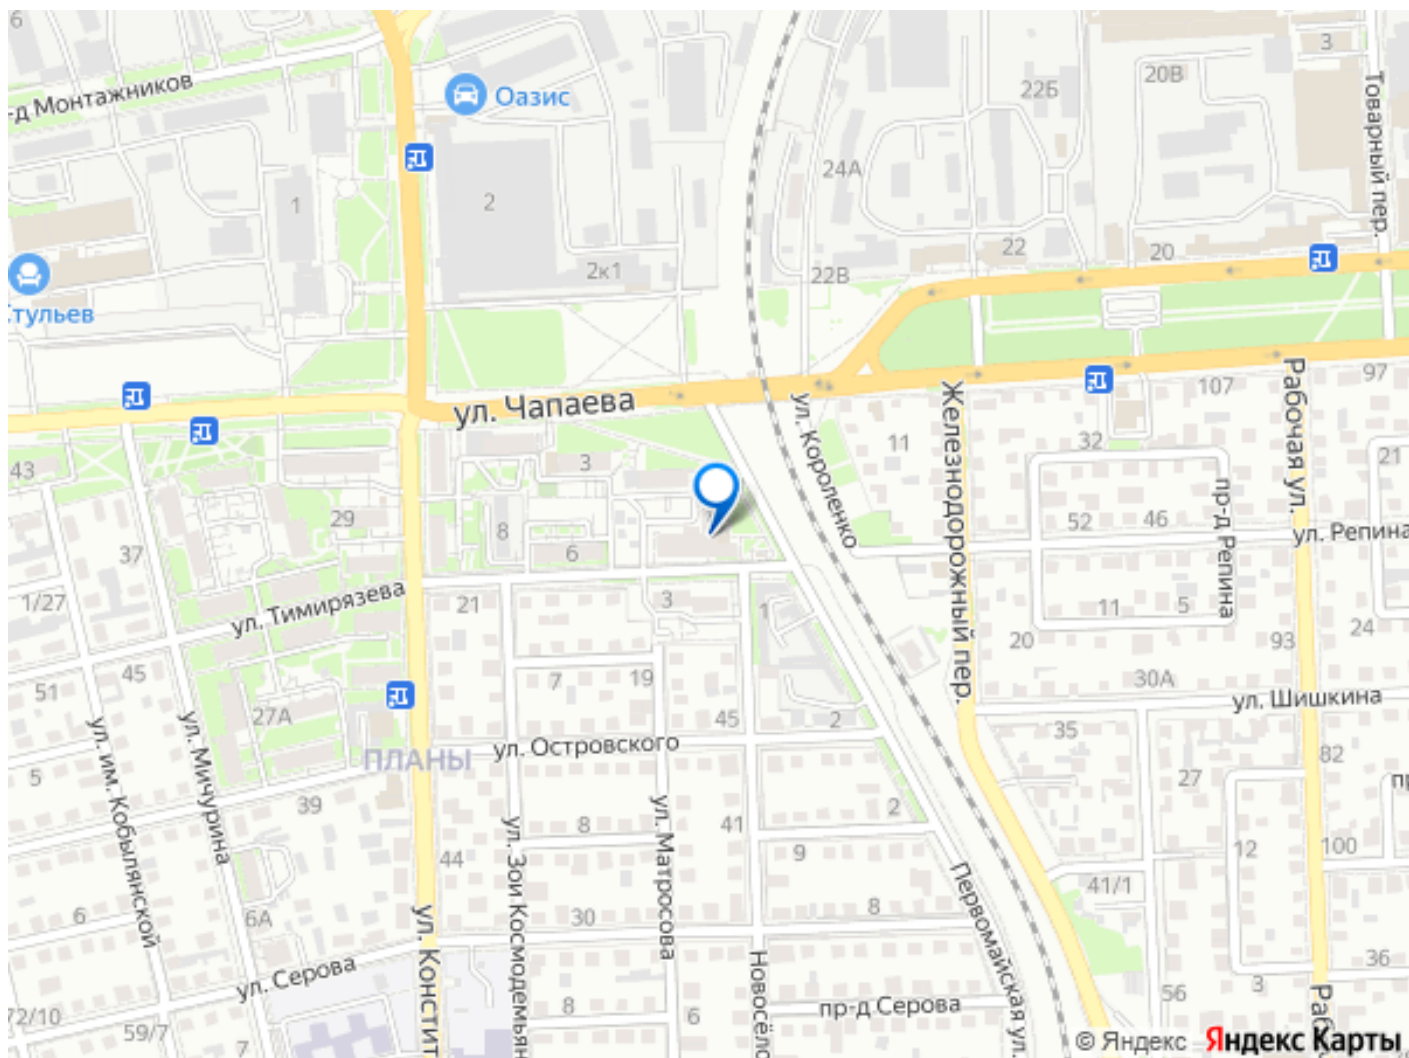 6
-д Монтажников
Оазис
3
20В
22Б
Товарный пер.
24А
1
2
22
20
2к1
22В
Стульев
107
97
ул. Чапаева
ул. Короленко
Железнодорожный пер.
Рабочая ул.
43
3
11
32
21
29
8
52
46
пр-д Репина
ул. Репина
37
6
1/27
ул. Тимирязева
21
3
1
11
5
20
93
24
51
45
7
19
30А
ул. Шишкина
27А
45
2
35
ул. им. Кобылянской
ул. Мичурина
ПЛАНЫ
ул. Островского
5
82
27
39
8
ул. Матросова
41
2
пр
44
ул. Зои Космодемьян
9
12
100
Первомайская ул.
41/1
6
6А
ул. Констит
30
8
ул. Серова
Новосёло
36
3
56
Раб
72/10
59/7
7
8
6
пр-д Серова
© Яндекс Яндекс Карты